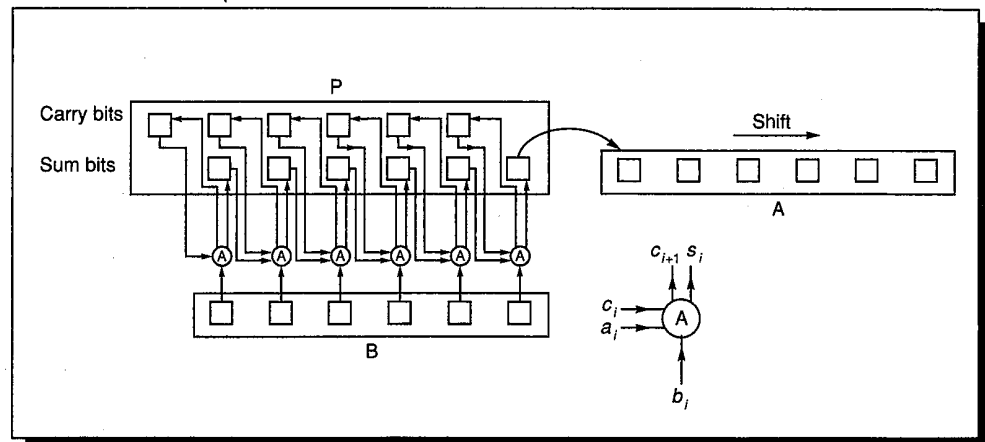 P
Carry bits
Sum bits
Shift
A
A A A A A A
B
c_{i+1} s_i
c_i
a_i
A
b_i